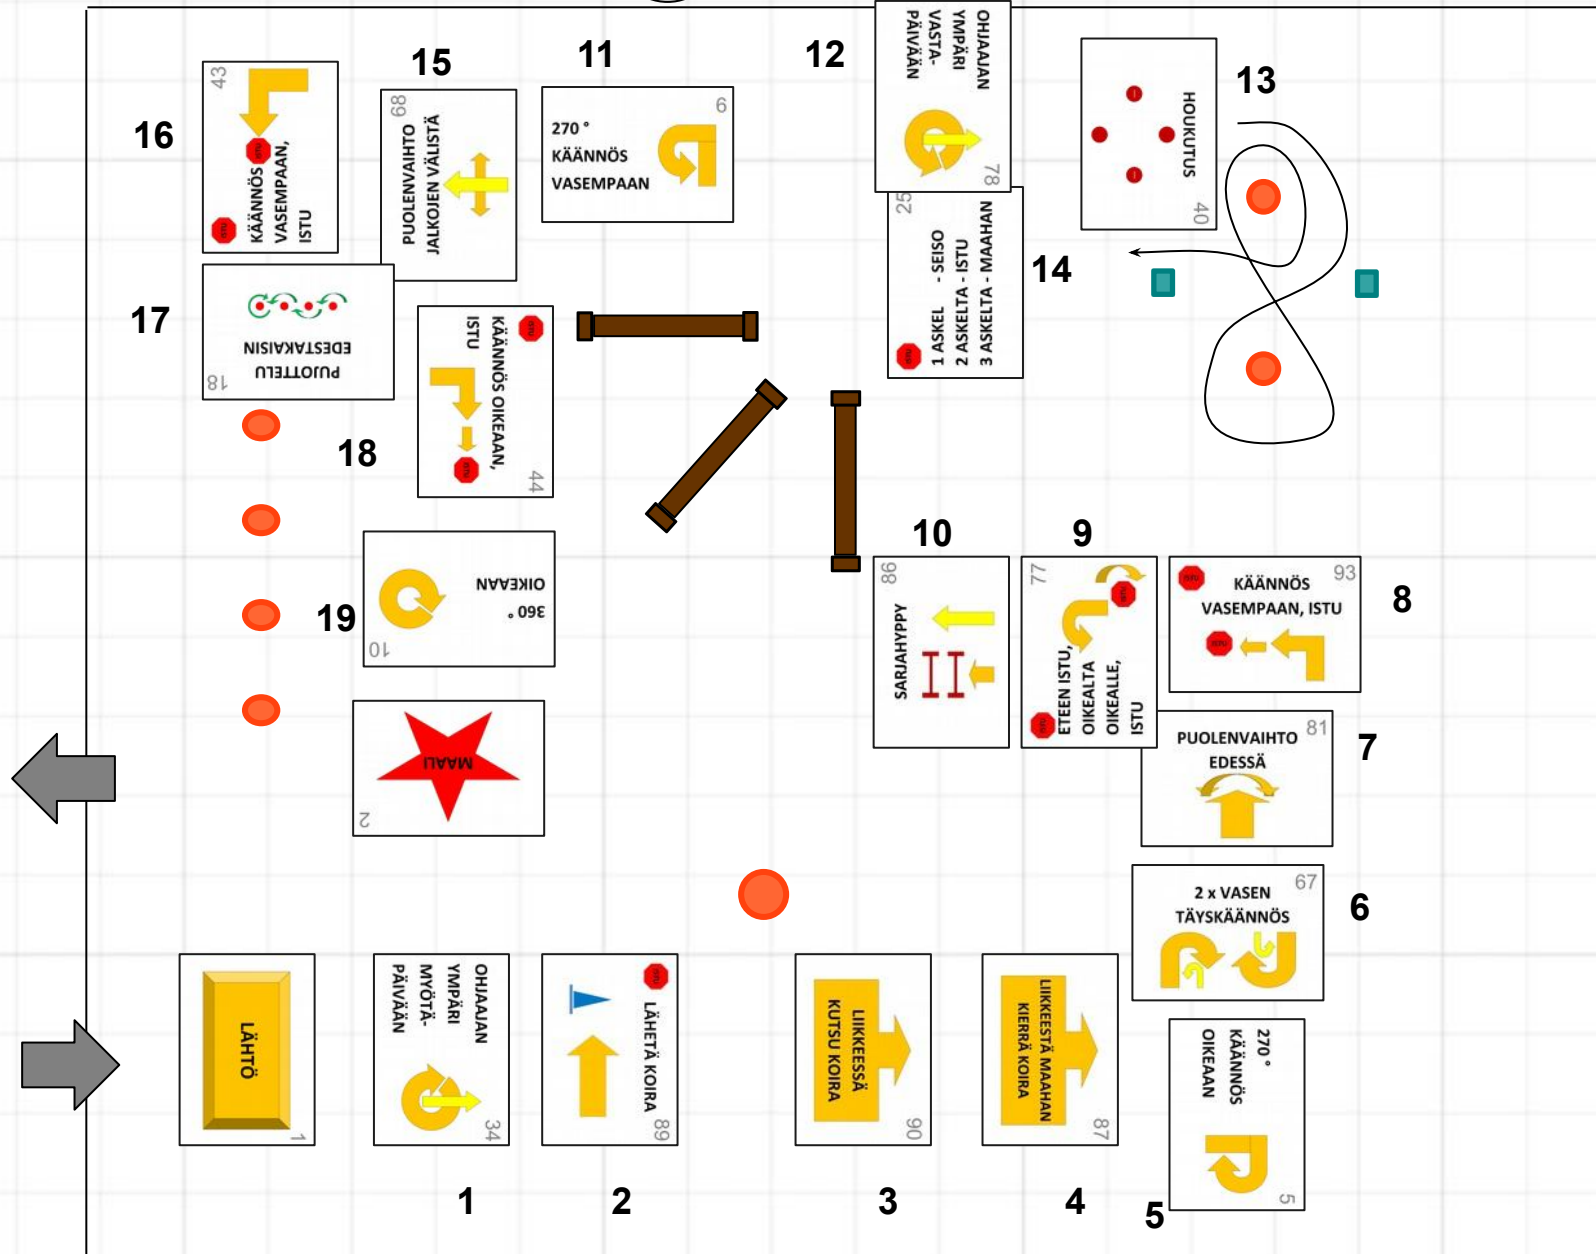 15
11
12
13
16
43
KÄÄNNÖS
VASEMPAAN,
ISTU
68
PUOLENVAIHTO
JALKOJEN VÄLISTÄ
9
270 °
KÄÄNNÖS
VASEMPAAN
OHJAAJAN
YMPÄRI
VASTA-
PÄIVÄÄN
78
HOUKUTUS
40
25
1 ASKEL - SEISO
2 ASKELTA - ISTU
3 ASKELTA - MAAHAN
14
17
PUJOTTELU
EDESTAKAISIN
18
KÄÄNNÖS OIKEAAN,
ISTU
44
18
19
360 °
OIKEAAN
10
MAALI
2
10
9
8
86
SARJAHYPPY
77
ETEEN ISTU,
OIKEALTA
OIKEALLE,
ISTU
93
KÄÄNNÖS
VASEMPAAN, ISTU
81
PUOLENVAIHTO
EDESSÄ
7
67
2 x VASEN
TÄYSKÄÄNNÖS
6
LÄHTÖ
1
OHJAAJAN
YMPÄRI
MYÖTÄ-
PÄIVÄÄN
34
LÄHETÄ KOIRA
89
LIIKKEESSÄ
KUTSU KOIRA
90
LIIKKEESTÄ MAAHAN
KIERRÄ KOIRA
87
270 °
KÄÄNNÖS
OIKEAAN
5
1
2
3
4
5